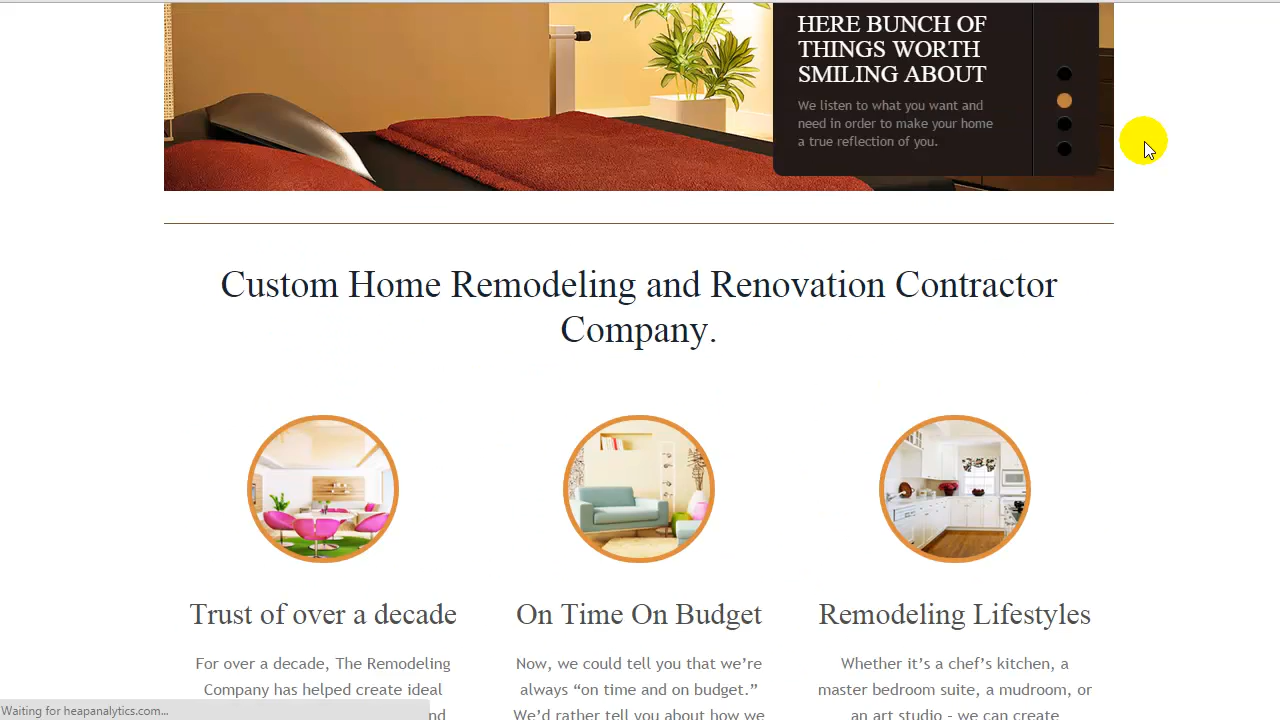 HERE BUNCH OF
THINGS WORTH
SMILING ABOUT
We listen to what you want and
need in order to make your home
a true reflection of you.
Custom Home Remodeling and Renovation Contractor
Company.
Trust of over a decade
For over a decade, The Remodeling
Company has helped create ideal
nd
On Time On Budget
Now, we could tell you that we’re
always “on time and on budget.”
We’d rather tell you about how we
Remodeling Lifestyles
Whether it’s a chef’s kitchen, a
master bedroom suite, a mudroom, or
an art studio - we can create
Waiting for heapanalytics.com...